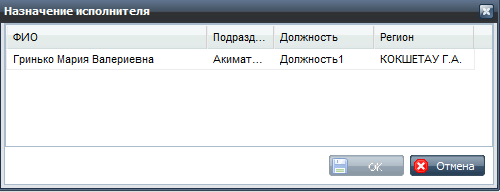 Назначение исполнителя
ФИО Подразд... Должность Регион
Гринько Мария Валериевна Акимат... Должность1 КОКШЕТАУ Г.А.
ОК Отмена